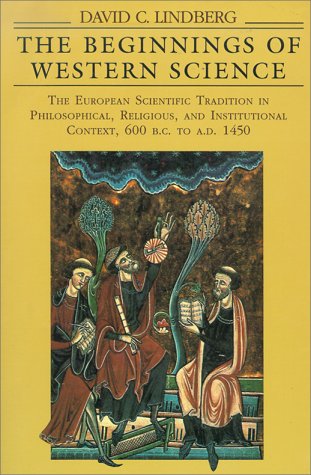 DAVID C. LINDBERG
THE BEGINNINGS OF
WESTERN SCIENCE
THE EUROPEAN SCIENTIFIC TRADITION IN
PHILOSOPHICAL, RELIGIOUS, AND INSTITUTIONAL
CONTEXT, 600 B.C. TO A.D. 1450